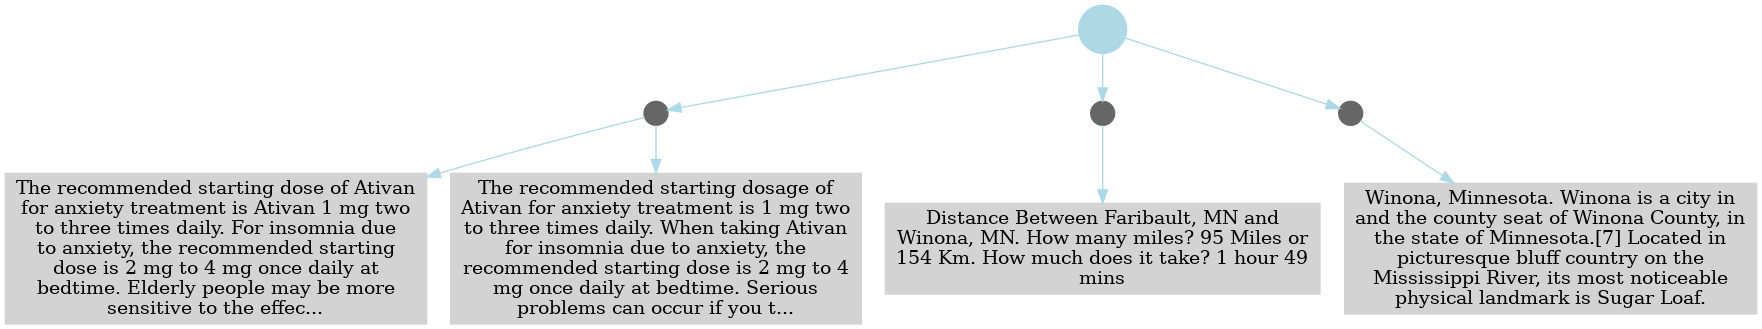 The recommended starting dose of Ativan
for anxiety treatment is Ativan 1 mg two
to three times daily. For insomnia due
to anxiety, the recommended starting
dose is 2 mg to 4 mg once daily at
bedtime. Elderly people may be more
sensitive to the effec...
The recommended starting dosage of
Ativan for anxiety treatment is 1 mg two
to three times daily. When taking Ativan
for insomnia due to anxiety, the
recommended starting dose is 2 mg to 4
mg once daily at bedtime. Serious
problems can occur if you t...
Distance Between Faribault, MN and
Winona, MN. How many miles? 95 Miles or
154 Km. How much does it take? 1 hour 49
mins
Winona, Minnesota. Winona is a city in
and the county seat of Winona County, in
the state of Minnesota.[7] Located in
picturesque bluff country on the
Mississippi River, its most noticeable
physical landmark is Sugar Loaf.